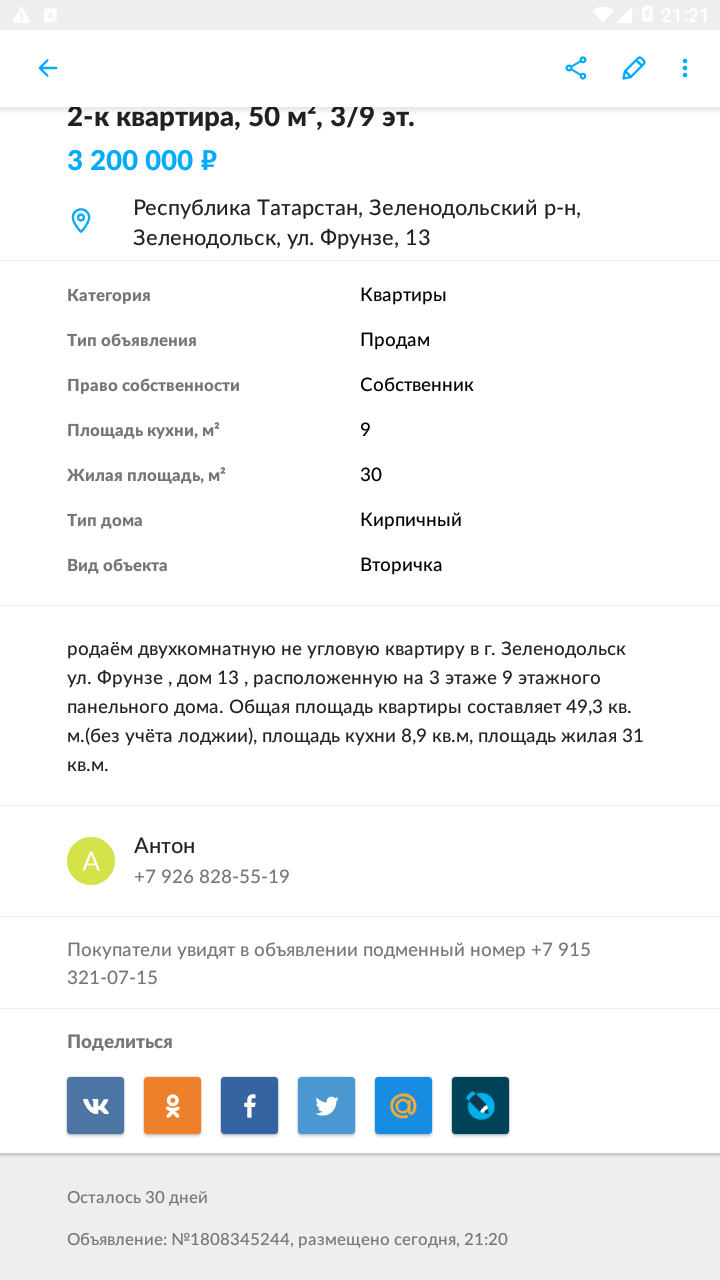 21:21
2-к квартира, 50 м², 3/9 эт.
3 200 000 ₽
Республика Татарстан, Зеленодольский р-н,
Зеленодольск, ул. Фрунзе, 13
Категория Квартиры
Тип объявления Продам
Право собственности Собственник
Площадь кухни, м² 9
Жилая площадь, м² 30
Тип дома Кирпичный
Вид объекта Вторичка
родаём двухкомнатную не угловую квартиру в г. Зеленодольск
ул. Фрунзе , дом 13 , расположенную на 3 этаже 9 этажного
панельного дома. Общая площадь квартиры составляет 49,3 кв.
м.(без учёта лоджии), площадь кухни 8,9 кв.м, площадь жилая 31
кв.м.
А
Антон
+7 926 828-55-19
Покупатели увидят в объявлении подменный номер +7 915
321-07-15
Поделиться
Осталось 30 дней
Объявление: №1808345244, размещено сегодня, 21:20